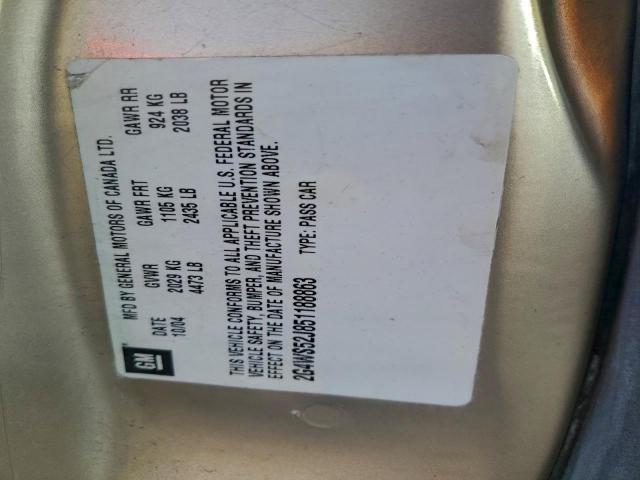 GM
MFD BY GENERAL MOTORS OF CANADA LTD.
DATE GVWR GAWR FRT GAWR RR
10/04 2029 KG 1105 KG 924 KG
4473 LB 2435 LB 2038 LB
THIS VEHICLE CONFORMS TO ALL APPLICABLE U.S. FEDERAL MOTOR
VEHICLE SAFETY, BUMPER, AND THEFT PREVENTION STANDARDS IN
EFFECT ON THE DATE OF MANUFACTURE SHOWN ABOVE.
2G4WS52J851188863 TYPE: PASS CAR